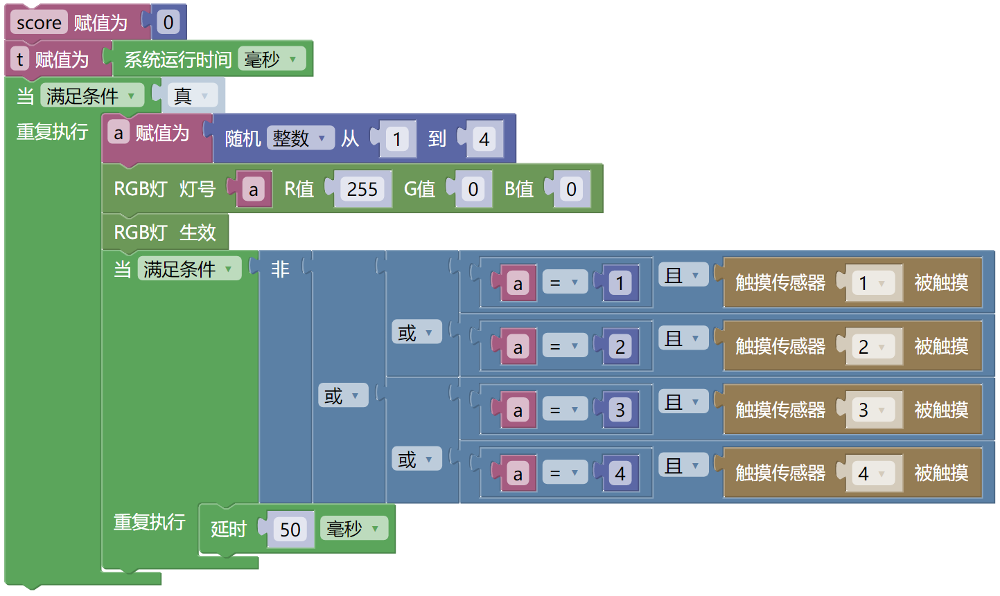 score 赋值为 0
t 赋值为 系统运行时间 毫秒
当 满足条件 真
重复执行 a 赋值为 随机 整数 从 1 到 4
RGB灯 灯号 a R值 255 G值 0 B值 0
RGB灯 生效
当 满足条件 非 a = 1 且 触摸传感器 1 被触摸
或 a = 2 且 触摸传感器 2 被触摸
或
a = 3 且 触摸传感器 3 被触摸
或 a = 4 且 触摸传感器 4 被触摸
重复执行 延时 50 毫秒